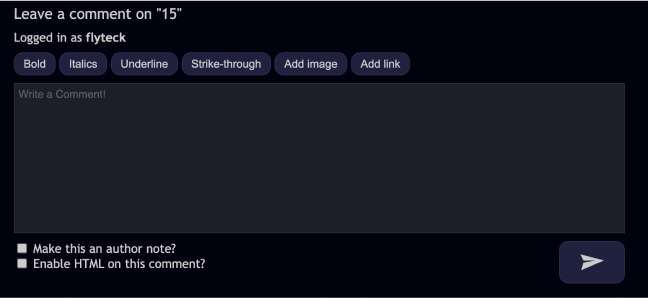 Leave a comment on "15"
Logged in as flyteck
Bold Italics Underline Strike-through Add image Add link
Write a Comment!
Make this an author note?
Enable HTML on this comment?